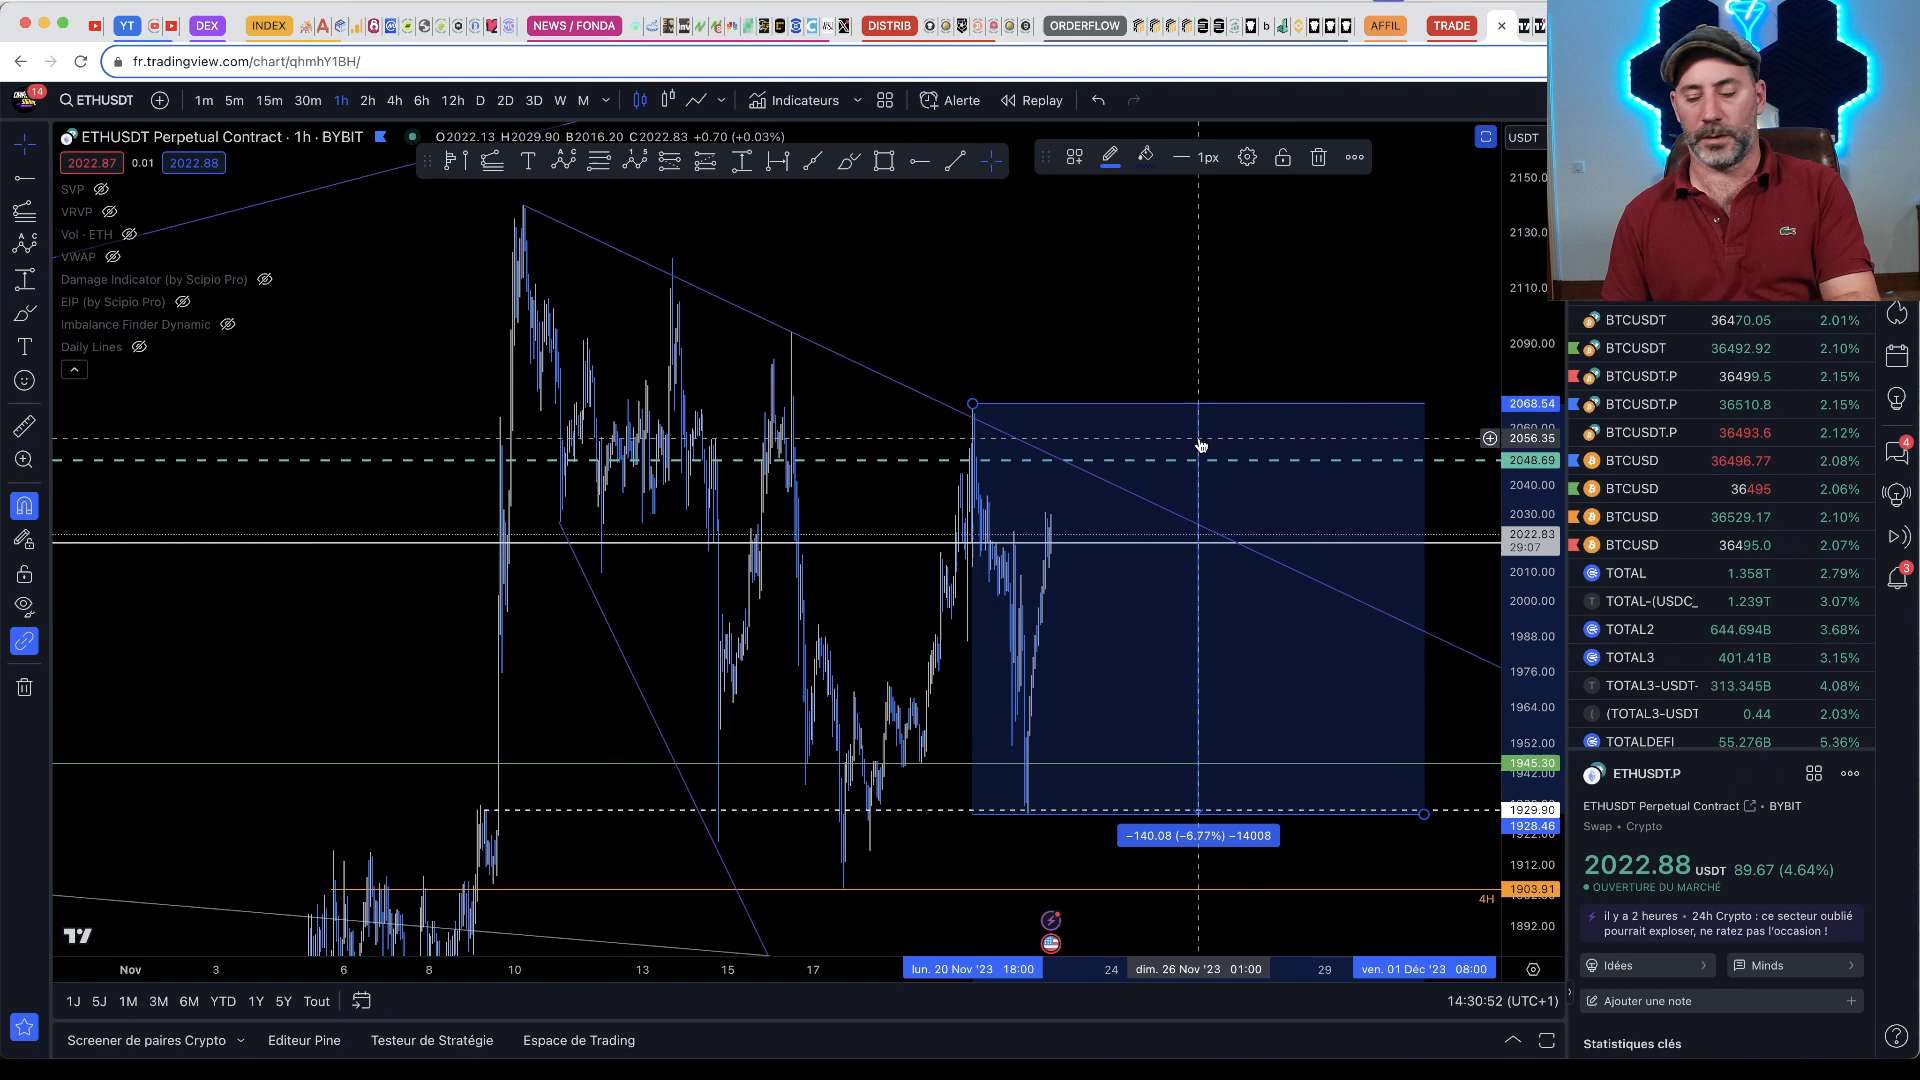 YT
DEX
INDEX
NEWS / FONDA
DISTRIB
ORDERFLOW
AFFIL
TRADE
fr.tradingview.com/chart/qhmhY1BH/
14
ETHUSDT
1m 5m 15m 30m 1h 2h 4h 6h 12h D 2D 3D W M
Indicateurs
Alerte
Replay
ETHUSDT Perpetual Contract · 1h · BYBIT
O2022.13 H2029.90 B2016.20 C2022.83 +0.70 (+0.03%)
USDT
2022.87 0.01 2022.88
1px
SVP
VRVP
Vol · ETH
VWAP
Damage Indicator (by Scipio Pro)
EIP (by Scipio Pro)
Imbalance Finder Dynamic
Daily Lines
2150.0
2130.0
2110.0
2090.00
2068.54
2056.35
2048.69
2040.00
2030.00
2022.83
29:07
2010.00
2000.00
1988.00
1976.00
1964.00
1952.00
1945.30
1942.00
1929.90
1928.46
1922.00
1912.00
1903.91
4H
1892.00
−140.08 (−6.77%) −14008
Nov 3 6 8 10 13 15 17 lun. 20 Nov '23 18:00 24 dim. 26 Nov '23 01:00 29 ven. 01 Déc '23 08:00
1J 5J 1M 3M 6M YTD 1Y 5Y Tout
14:30:52 (UTC+1)
Screener de paires Crypto
Editeur Pine
Testeur de Stratégie
Espace de Trading
BTCUSDT 36470.05 2.01%
BTCUSDT 36492.92 2.10%
BTCUSDT.P 36499.5 2.15%
BTCUSDT.P 36510.8 2.15%
BTCUSDT.P 36493.6 2.12%
BTCUSD 36496.77 2.08%
BTCUSD 36495 2.06%
BTCUSD 36529.17 2.10%
BTCUSD 36495.0 2.07%
TOTAL 1.358T 2.79%
TOTAL-(USDC_ 1.239T 3.07%
TOTAL2 644.694B 3.68%
TOTAL3 401.41B 3.15%
TOTAL3-USDT- 313.345B 4.08%
(TOTAL3-USDT 0.44 2.03%
TOTALDEFI 55.276B 5.36%
4
3
ETHUSDT.P
ETHUSDT Perpetual Contract • BYBIT
Swap • Crypto
2022.88 USDT 89.67 (4.64%)
OUVERTURE DU MARCHÉ
il y a 2 heures • 24h Crypto : ce secteur oublié
pourrait exploser, ne ratez pas l'occasion !
Idées
Minds
Ajouter une note
Statistiques clés